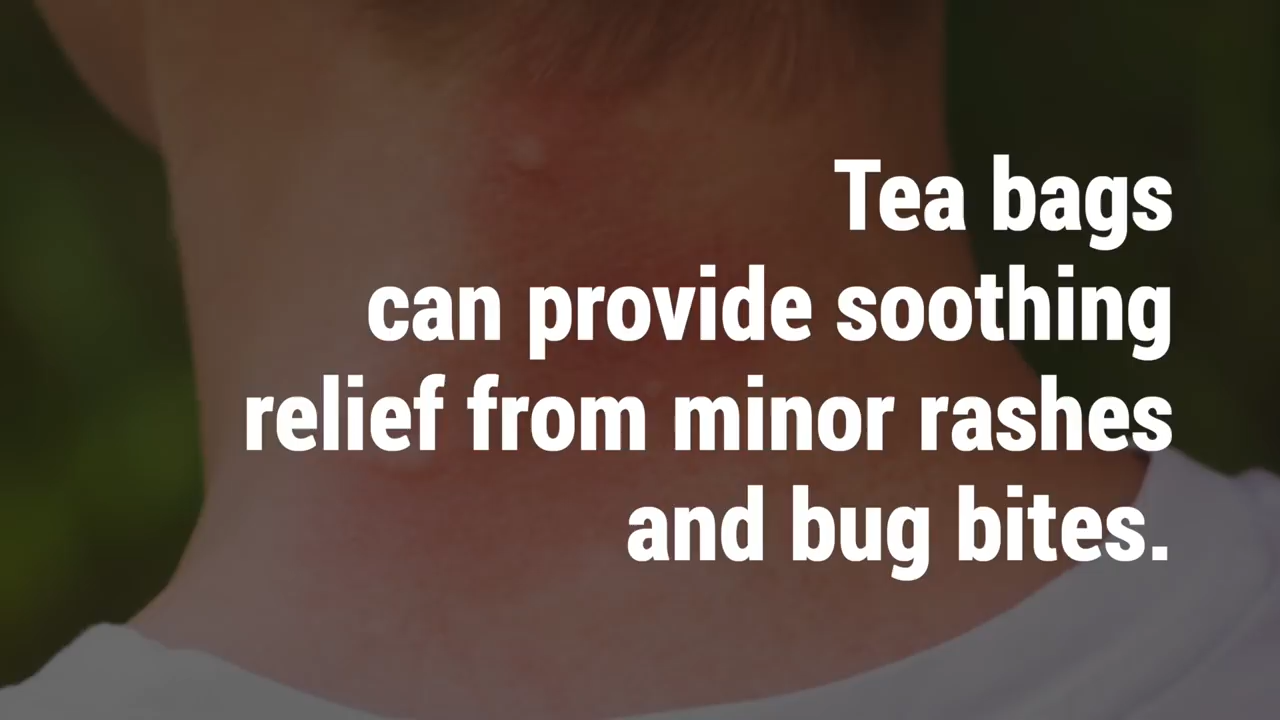 Tea bags
can provide soothing
relief from minor rashes
and bug bites.